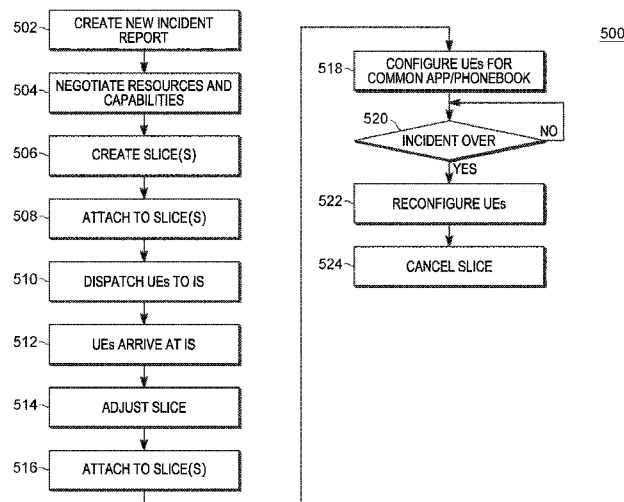 500
502
CREATE NEW INCIDENT
REPORT
504
NEGOTIATE RESOURCES AND
CAPABILITIES
506
CREATE SLICE(S)
508
ATTACH TO SLICE(S)
510
DISPATCH UEs TO IS
512
UEs ARRIVE AT IS
514
ADJUST SLICE
516
ATTACH TO SLICE(S)
518
CONFIGURE UEs FOR
COMMON APP/PHONEBOOK
520
INCIDENT OVER
NO
YES
522
RECONFIGURE UEs
524
CANCEL SLICE